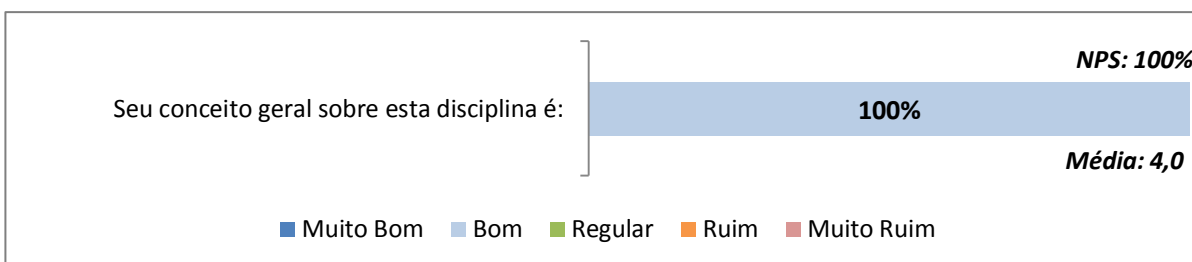 NPS: 100%
Seu conceito geral sobre esta disciplina é:
100%
Média: 4,0
Muito Bom Bom Regular Ruim Muito Ruim